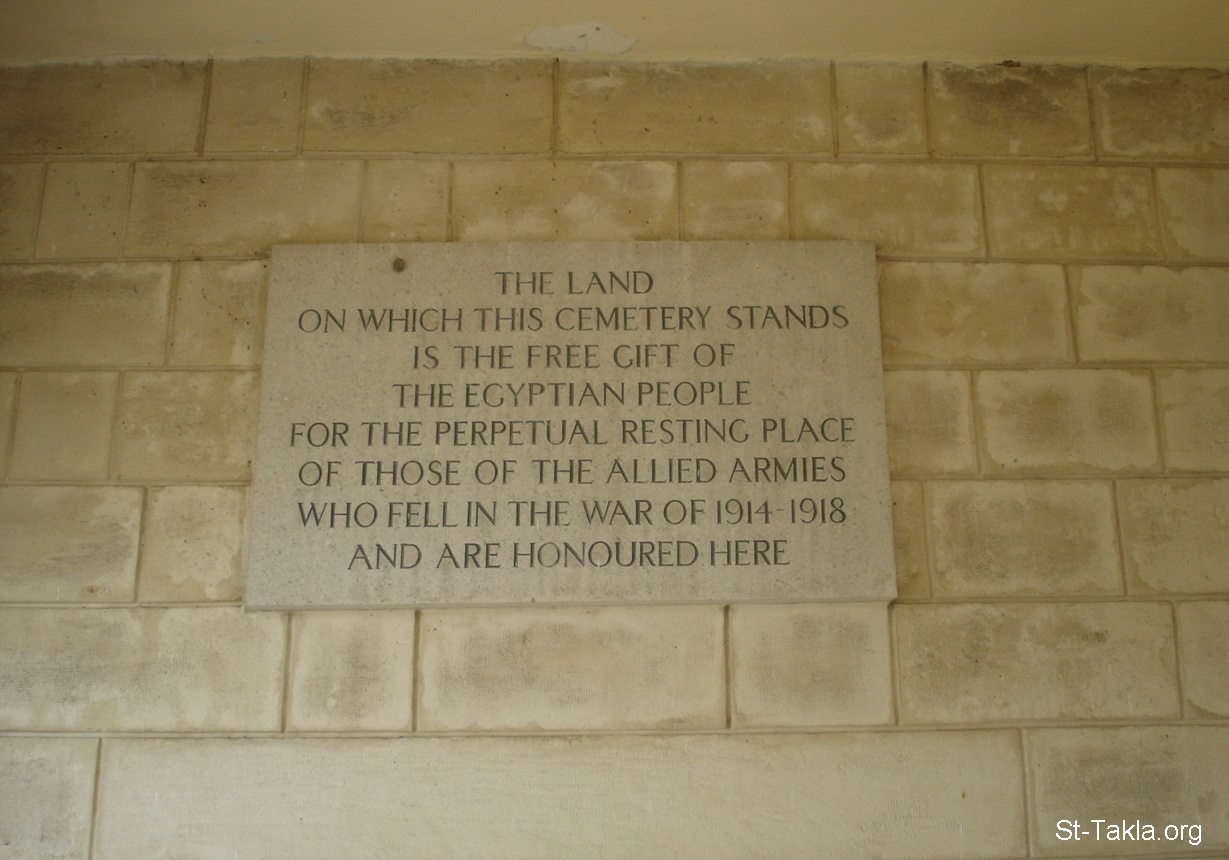 THE LAND
ON WHICH THIS CEMETERY STANDS
IS THE FREE GIFT OF
THE EGYPTIAN PEOPLE
FOR THE PERPETUAL RESTING PLACE
OF THOSE OF THE ALLIED ARMIES
WHO FELL IN THE WAR OF 1914-1918
AND ARE HONOURED HERE
St-Takla.org